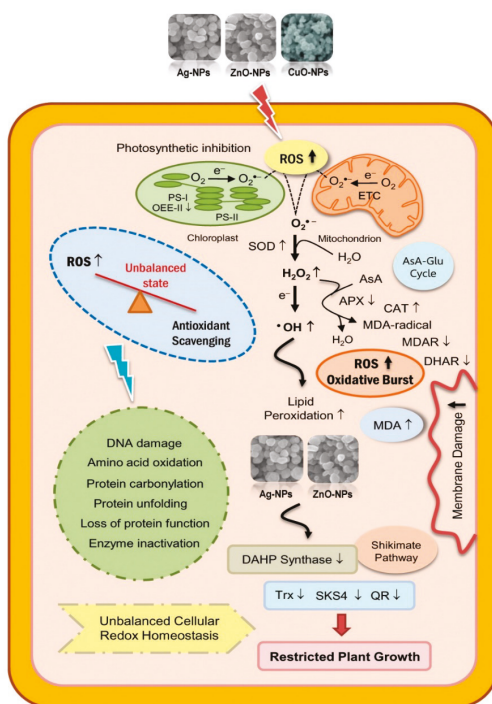 Ag-NPs ZnO-NPs CuO-NPs
Photosynthetic inhibition
ROS ⬆
O₂ e⁻ → O₂•−
PS-I
OEE-II ↓
PS-II
Chloroplast
O₂•− ← e⁻ O₂
ETC
Mitochondrion
O₂•−
SOD ↑
H₂O
H₂O₂ ↑
AsA-Glu
Cycle
AsA
e⁻
APX ↓
CAT ↑
MDA-radical
H₂O
•OH ↑
MDAR ↓
DHAR ↓
ROS ↑
Unbalanced
state
Antioxidant
Scavenging
ROS ⬆
Oxidative Burst
Lipid
Peroxidation ↑
MDA ↑
Membrane Damage ⬆
DNA damage
Amino acid oxidation
Protein carbonylation
Protein unfolding
Loss of protein function
Enzyme inactivation
Ag-NPs ZnO-NPs
DAHP Synthase ↓
Shikimate
Pathway
Trx ↓ SKS4 ↓ QR ↓
Unbalanced Cellular
Redox Homeostasis
Restricted Plant Growth